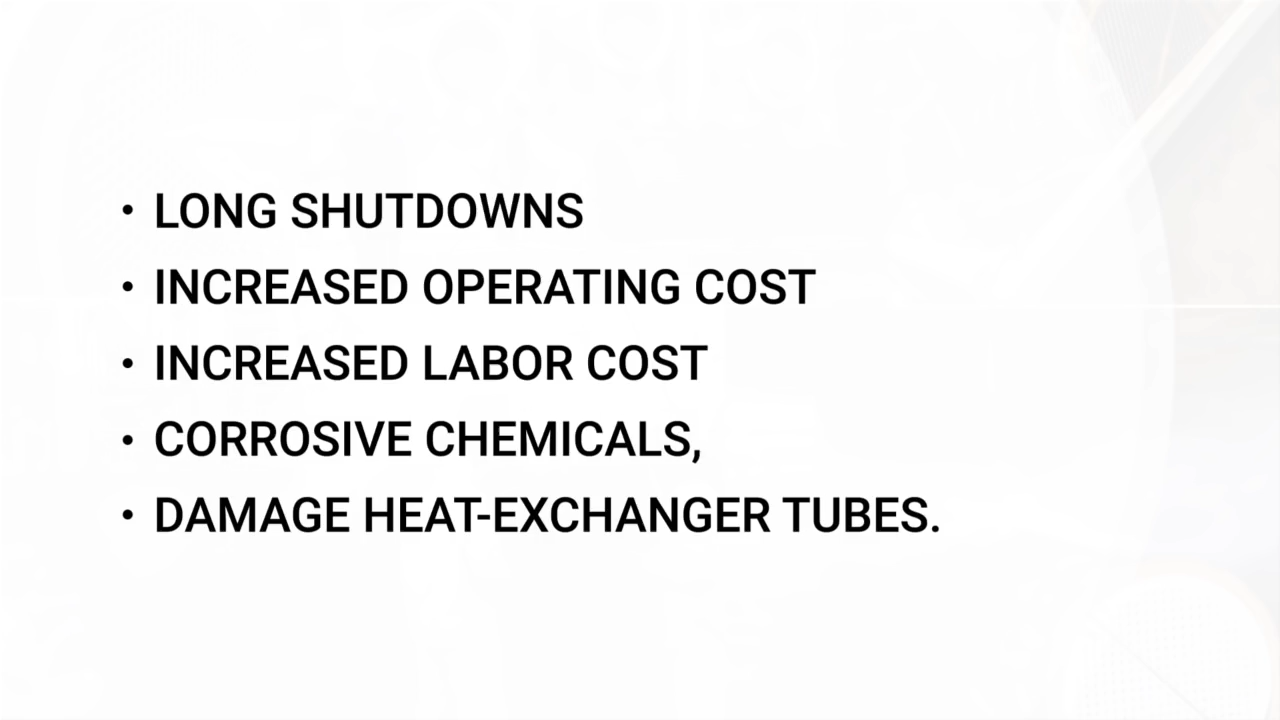 • LONG SHUTDOWNS
• INCREASED OPERATING COST
• INCREASED LABOR COST
• CORROSIVE CHEMICALS,
• DAMAGE HEAT-EXCHANGER TUBES.